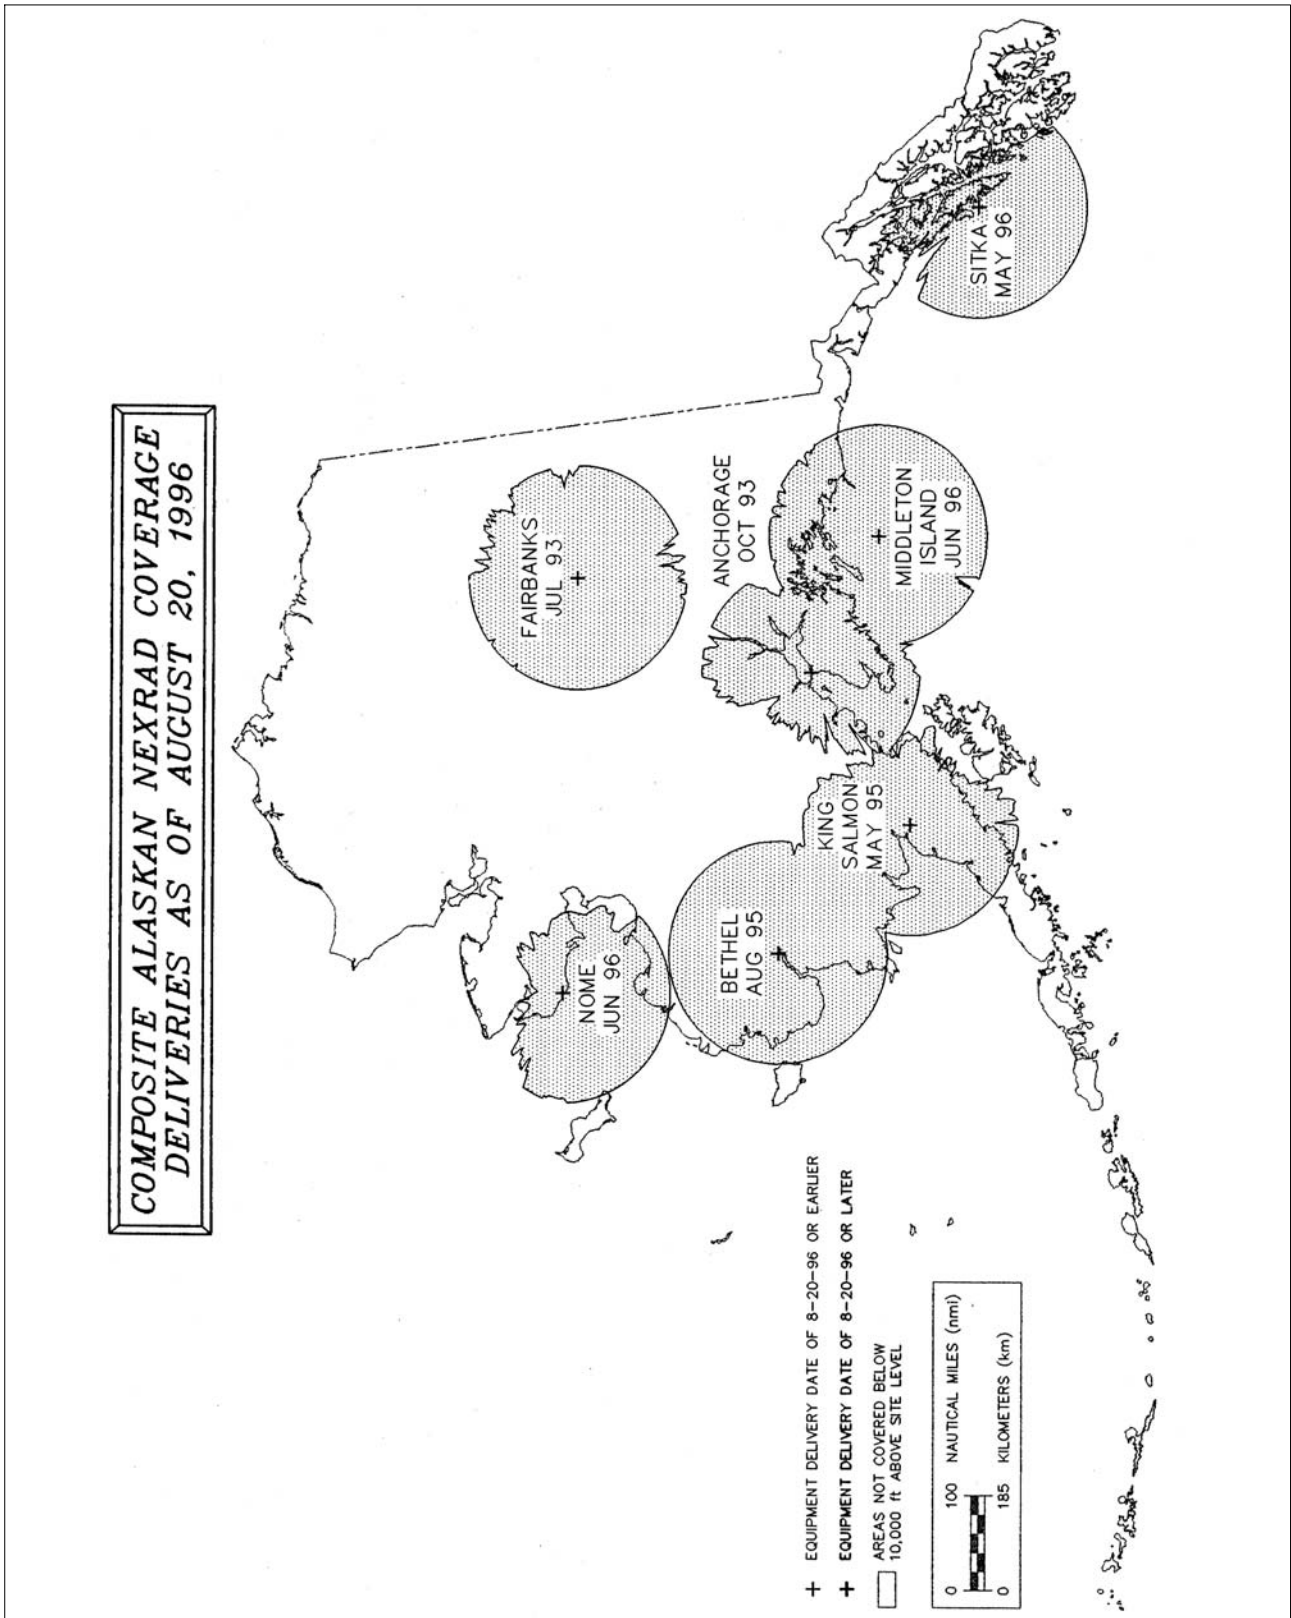 COMPOSITE ALASKAN NEXRAD COVERAGE
DELIVERIES AS OF AUGUST 20, 1996
FAIRBANKS
JUL 93
ANCHORAGE
OCT 93
NOME
JUN 96
BETHEL
AUG 95
KING
SALMON
MAY 95
MIDDLETON
ISLAND
JUN 96
SITKA
MAY 96
+ EQUIPMENT DELIVERY DATE OF 8-20-96 OR EARLIER
+ EQUIPMENT DELIVERY DATE OF 8-20-96 OR LATER
AREAS NOT COVERED BELOW
10,000 ft ABOVE SITE LEVEL
0 100 NAUTICAL MILES (nmi)
0 185 KILOMETERS (km)